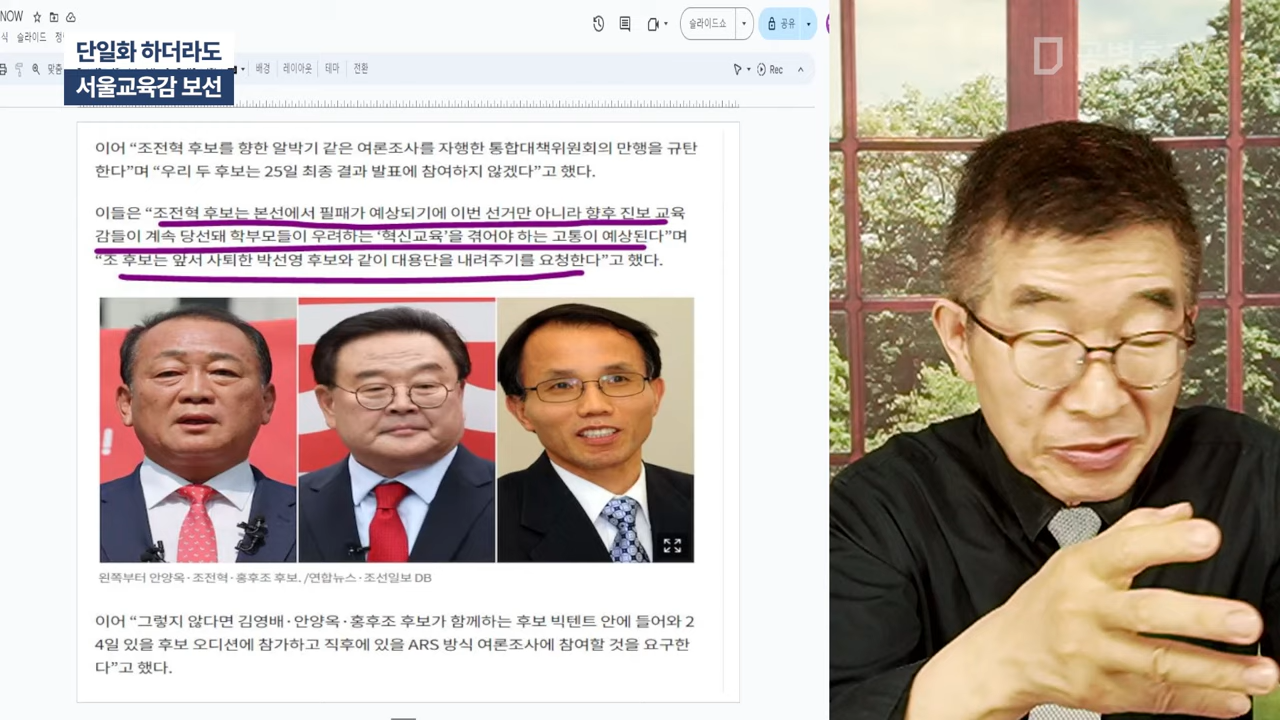 NOW
슬라이드
슬라이드쇼
공유
맞춤
배경
레이아웃
테마
전환
Rec
단일화 하더라도
서울교육감 보선
이어 “조전혁 후보를 향한 알박기 같은 여론조사를 자행한 통합대책위원회의 만행을 규탄
한다”며 “우리 두 후보는 25일 최종 결과 발표에 참여하지 않겠다”고 했다.
이들은 “조전혁 후보는 본선에서 필패가 예상되기에 이번 선거만 아니라 향후 진보 교육
감들이 계속 당선돼 학부모들이 우려하는 ‘혁신교육’을 겪어야 하는 고통이 예상된다”며
“조 후보는 앞서 사퇴한 박선영 후보와 같이 대용단을 내려주기를 요청한다”고 했다.
왼쪽부터 안양옥·조전혁·홍후조 후보. /연합뉴스·조선일보 DB
이어 “그렇지 않다면 김영배·안양옥·홍후조 후보가 함께하는 후보 빅텐트 안에 들어와 2
4일 있을 후보 오디션에 참가하고 직후에 있을 ARS 방식 여론조사에 참여할 것을 요구한
다”고 했다.